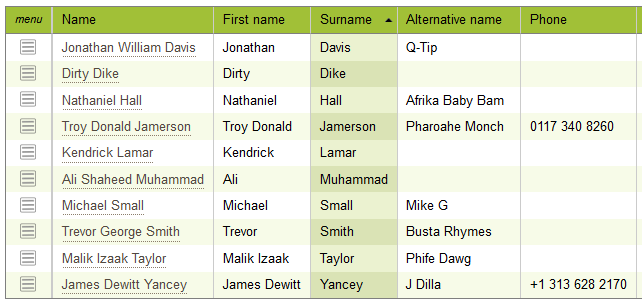 menu Name First name Surname Alternative name Phone
Jonathan William Davis Jonathan Davis Q-Tip
Dirty Dike Dirty Dike
Nathaniel Hall Nathaniel Hall Afrika Baby Bam
Troy Donald Jamerson Troy Donald Jamerson Pharoahe Monch 0117 340 8260
Kendrick Lamar Kendrick Lamar
Ali Shaheed Muhammad Ali Muhammad
Michael Small Michael Small Mike G
Trevor George Smith Trevor Smith Busta Rhymes
Malik Izaak Taylor Malik Izaak Taylor Phife Dawg
James Dewitt Yancey James Dewitt Yancey J Dilla +1 313 628 2170